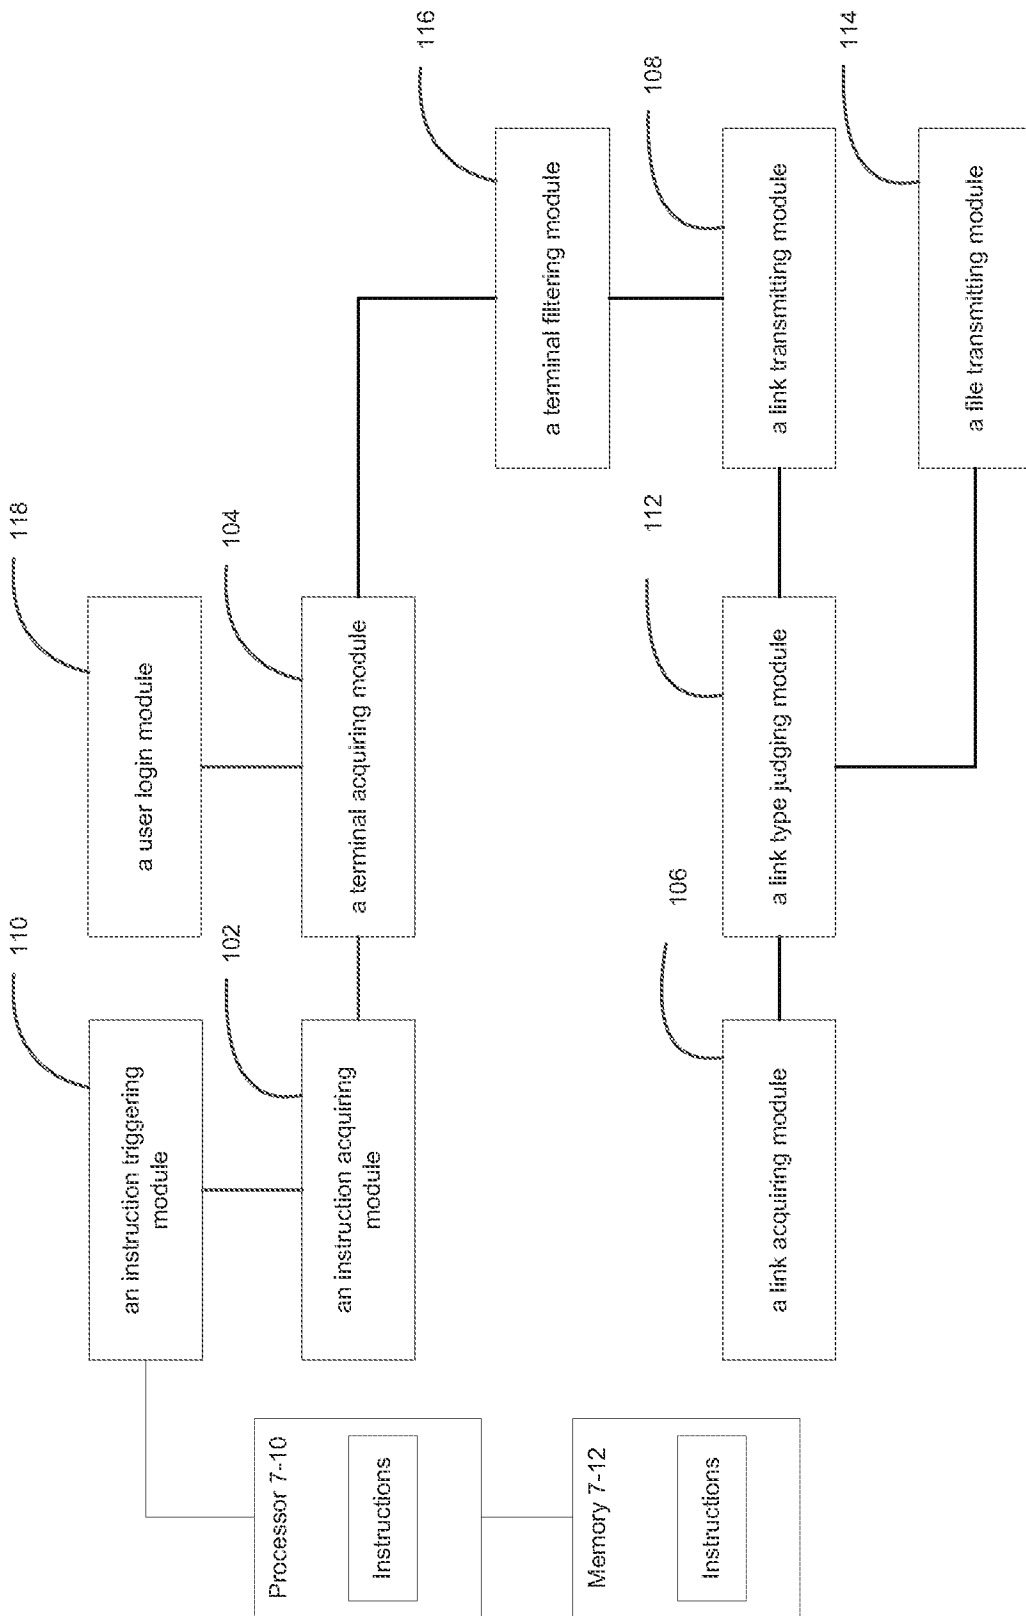 Processor 7-10
Instructions
Memory 7-12
Instructions
110
an instruction triggering
module
102
an instruction acquiring
module
118
a user login module
104
a terminal acquiring module
106
a link acquiring module
112
a link type judging module
116
a terminal filtering module
108
a link transmitting module
114
a file transmitting module